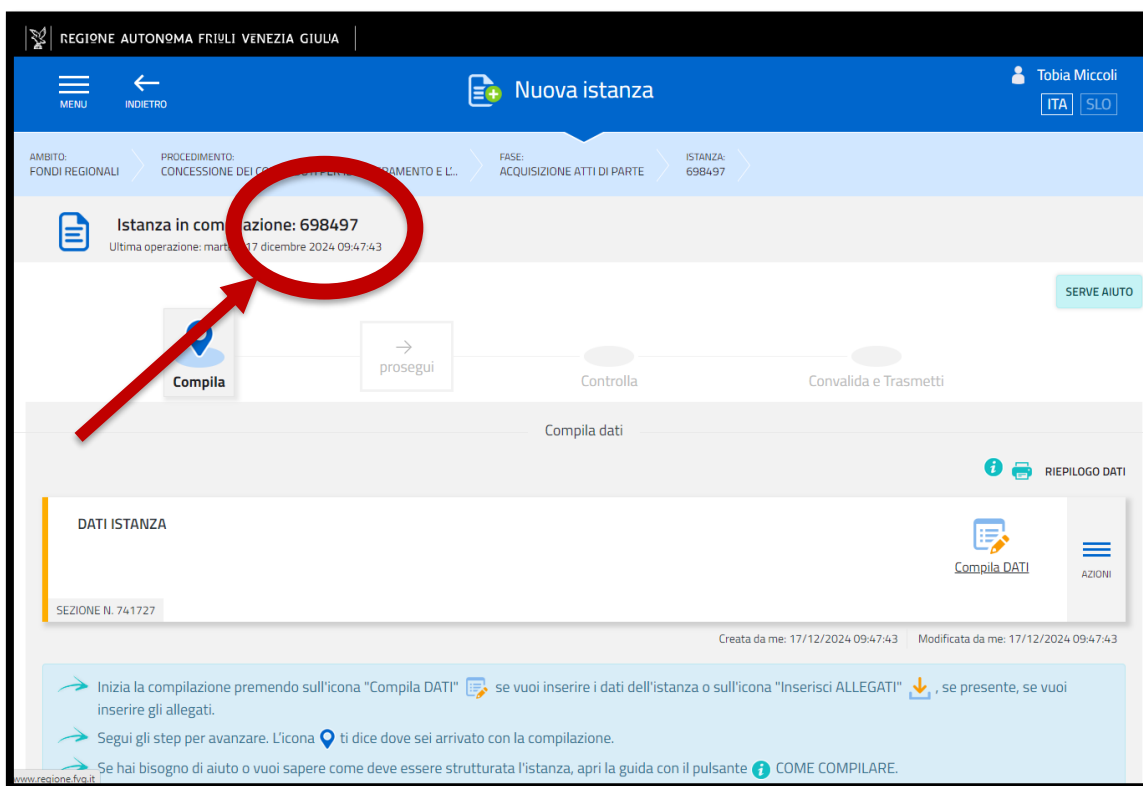 REGIONE AUTONOMA FRIULI VENEZIA GIULIA
MENU
INDIETRO
Nuova istanza
Tobia Miccoli
ITA SLO
AMBITO:
FONDI REGIONALI
PROCEDIMENTO:
CONCESSIONE DEI E L'...
FASE:
ACQUISIZIONE ATTI DI PARTE
ISTANZA:
698497
Istanza in 698497
Ultima operazione: 17 dicembre 2024 09:47:43
SERVE AIUTO
Compila
prosegui
Controlla
Convalida e Trasmetti
Compila dati
RIEPILOGO DATI
DATI ISTANZA
Compila DATI
AZIONI
SEZIONE N. 741727
Creata da me: 17/12/2024 09:47:43 Modificata da me: 17/12/2024 09:47:43
Inizia la compilazione premendo sull'icona "Compila DATI" se vuoi inserire i dati dell'istanza o sull'icona "Inserisci ALLEGATI" , se presente, se vuoi
inserire gli allegati.
Segui gli step per avanzare. L'icona ti dice dove sei arrivato con la compilazione.
Se hai bisogno di aiuto o vuoi sapere come deve essere strutturata l'istanza, apri la guida con il pulsante COME COMPILARE.
www.regione.fvg.it